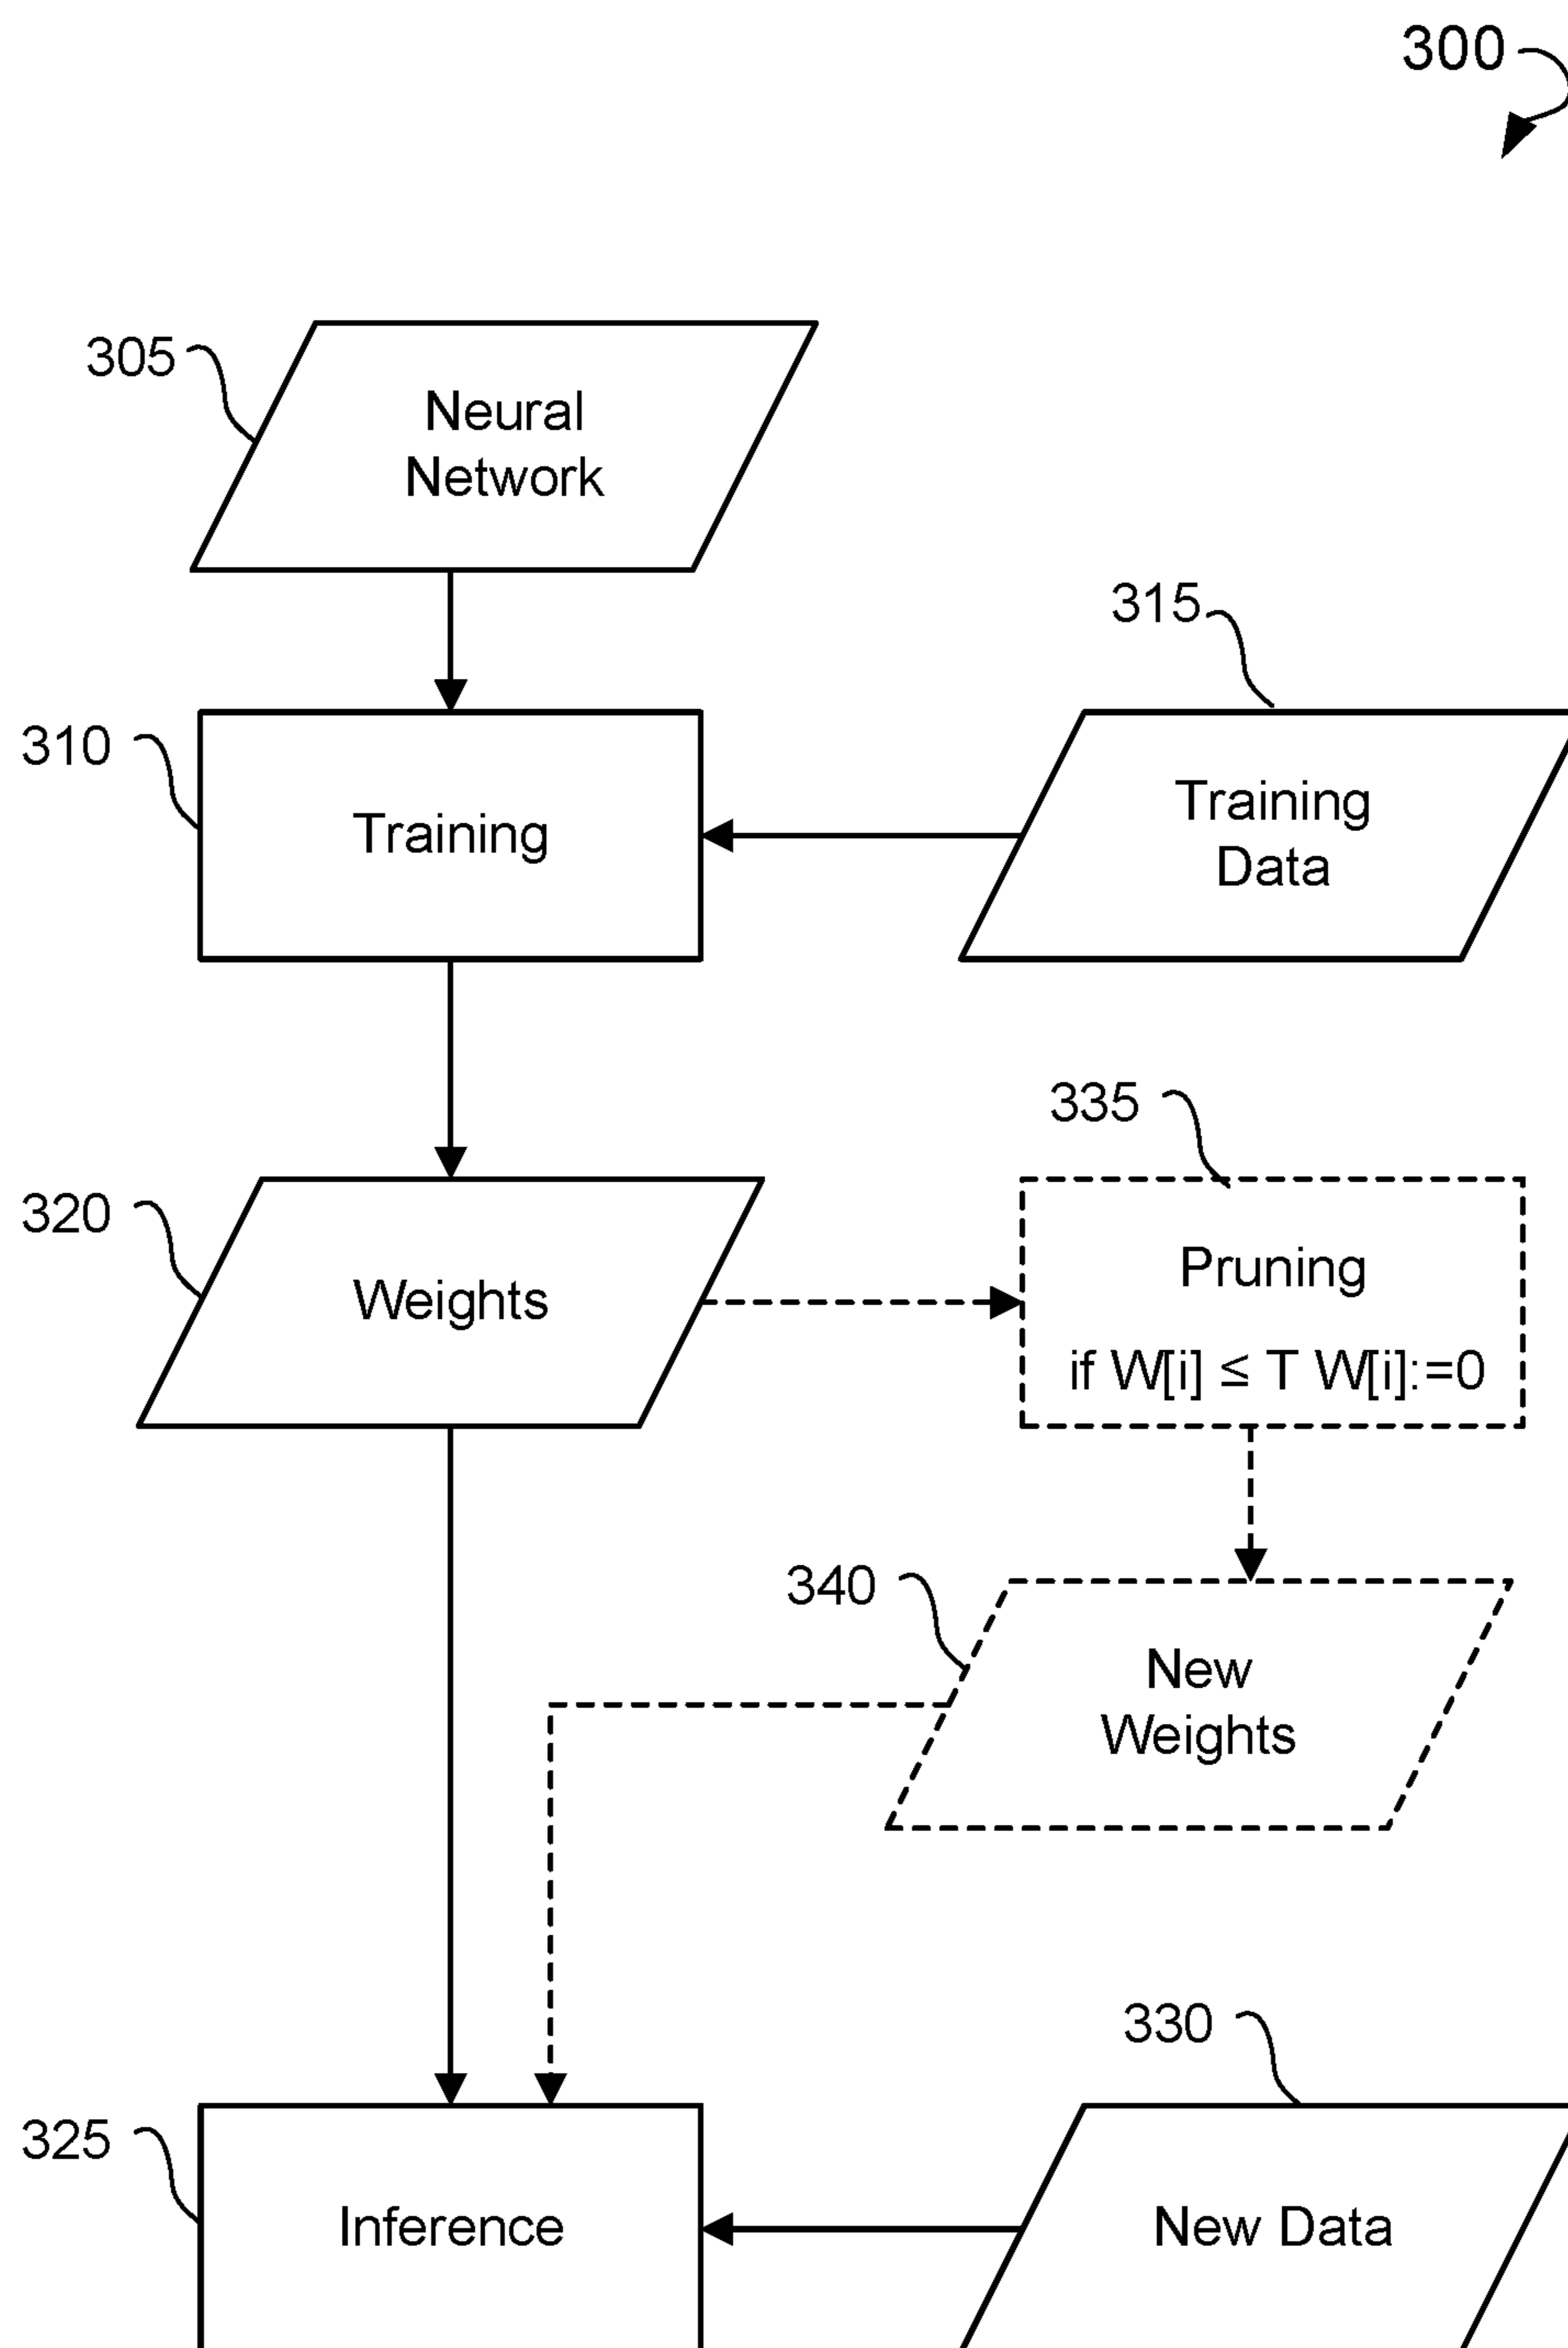 300
305
Neural
Network
315
310
Training
Training
Data
335
320
Weights
Pruning
if W[i] ≤ T W[i]:=0
340
New
Weights
330
325
Inference
New Data